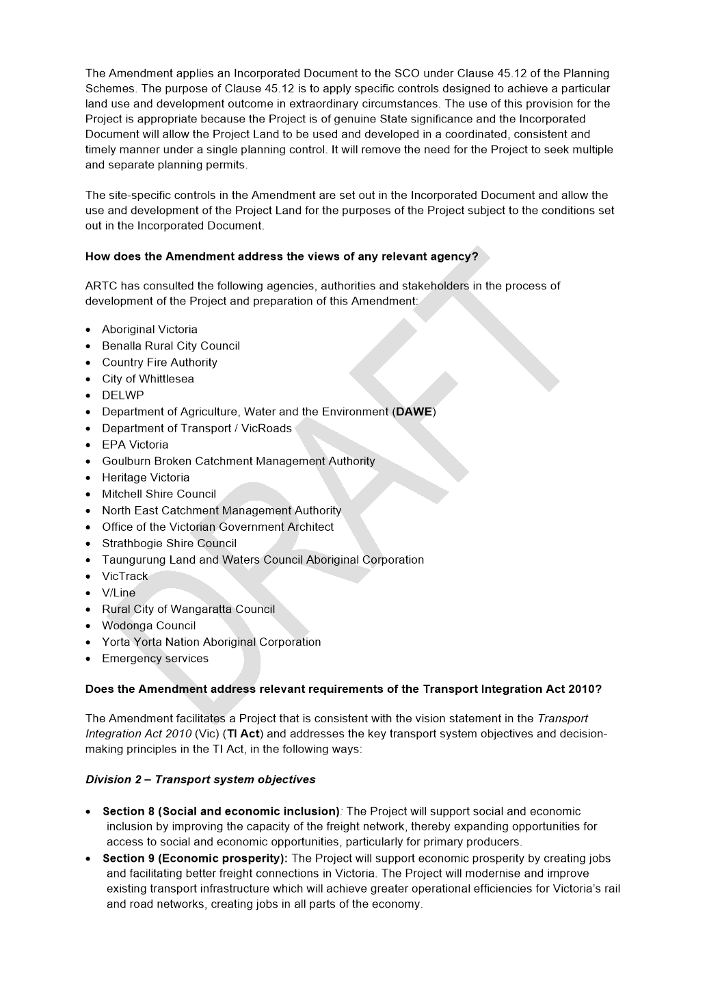 The Amendment applies an Incorporated Document to the SCO under Clause 45.12 of the Planning
Schemes. The purpose of Clause 45.12 is to apply specific controls designed to achieve a particular
land use and development outcome in extraordinary circumstances. The use of this provision for the
Project is appropriate because the Project is of genuine State significance and the Incorporated
Document will allow the Project Land to be used and developed in a coordinated, consistent and
timely manner under a single planning control. It will remove the need for the Project to seek multiple
and separate planning permits.
The site-specific controls in the Amendment are set out in the Incorporated Document and allow the
use and development of the Project Land for the purposes of the Project subject to the conditions set
out in the Incorporated Document.
How does the Amendment address the views of any relevant agency?
ARTC has consulted the following agencies, authorities and stakeholders in the process of
development of the Project and preparation of this Amendment:
• Aboriginal Victoria
• Benalla Rural City Council
• Country Fire Authority
• City of Whittlesea
• DELWP
• Department of Agriculture, Water and the Environment (DAWE)
• Department of Transport / VicRoads
• EPA Victoria
• Goulburn Broken Catchment Management Authority
• Heritage Victoria
• Mitchell Shire Council
• North East Catchment Management Authority
• Office of the Victorian Government Architect
• Strathbogie Shire Council
• Taungurung Land and Waters Council Aboriginal Corporation
• VicTrack
• V/Line
• Rural City of Wangaratta Council
• Wodonga Council
• Yorta Yorta Nation Aboriginal Corporation
• Emergency services
Does the Amendment address relevant requirements of the Transport Integration Act 2010?
The Amendment facilitates a Project that is consistent with the vision statement in the Transport
Integration Act 2010 (Vic) (TI Act) and addresses the key transport system objectives and decision-
making principles in the TI Act, in the following ways:
Division 2 – Transport system objectives
• Section 8 (Social and economic inclusion): The Project will support social and economic
inclusion by improving the capacity of the freight network, thereby expanding opportunities for
access to social and economic opportunities, particularly for primary producers.
• Section 9 (Economic prosperity): The Project will support economic prosperity by creating jobs
and facilitating better freight connections in Victoria. The Project will modernise and improve
existing transport infrastructure which will achieve greater operational efficiencies for Victoria's rail
and road networks, creating jobs in all parts of the economy.
DRAFT